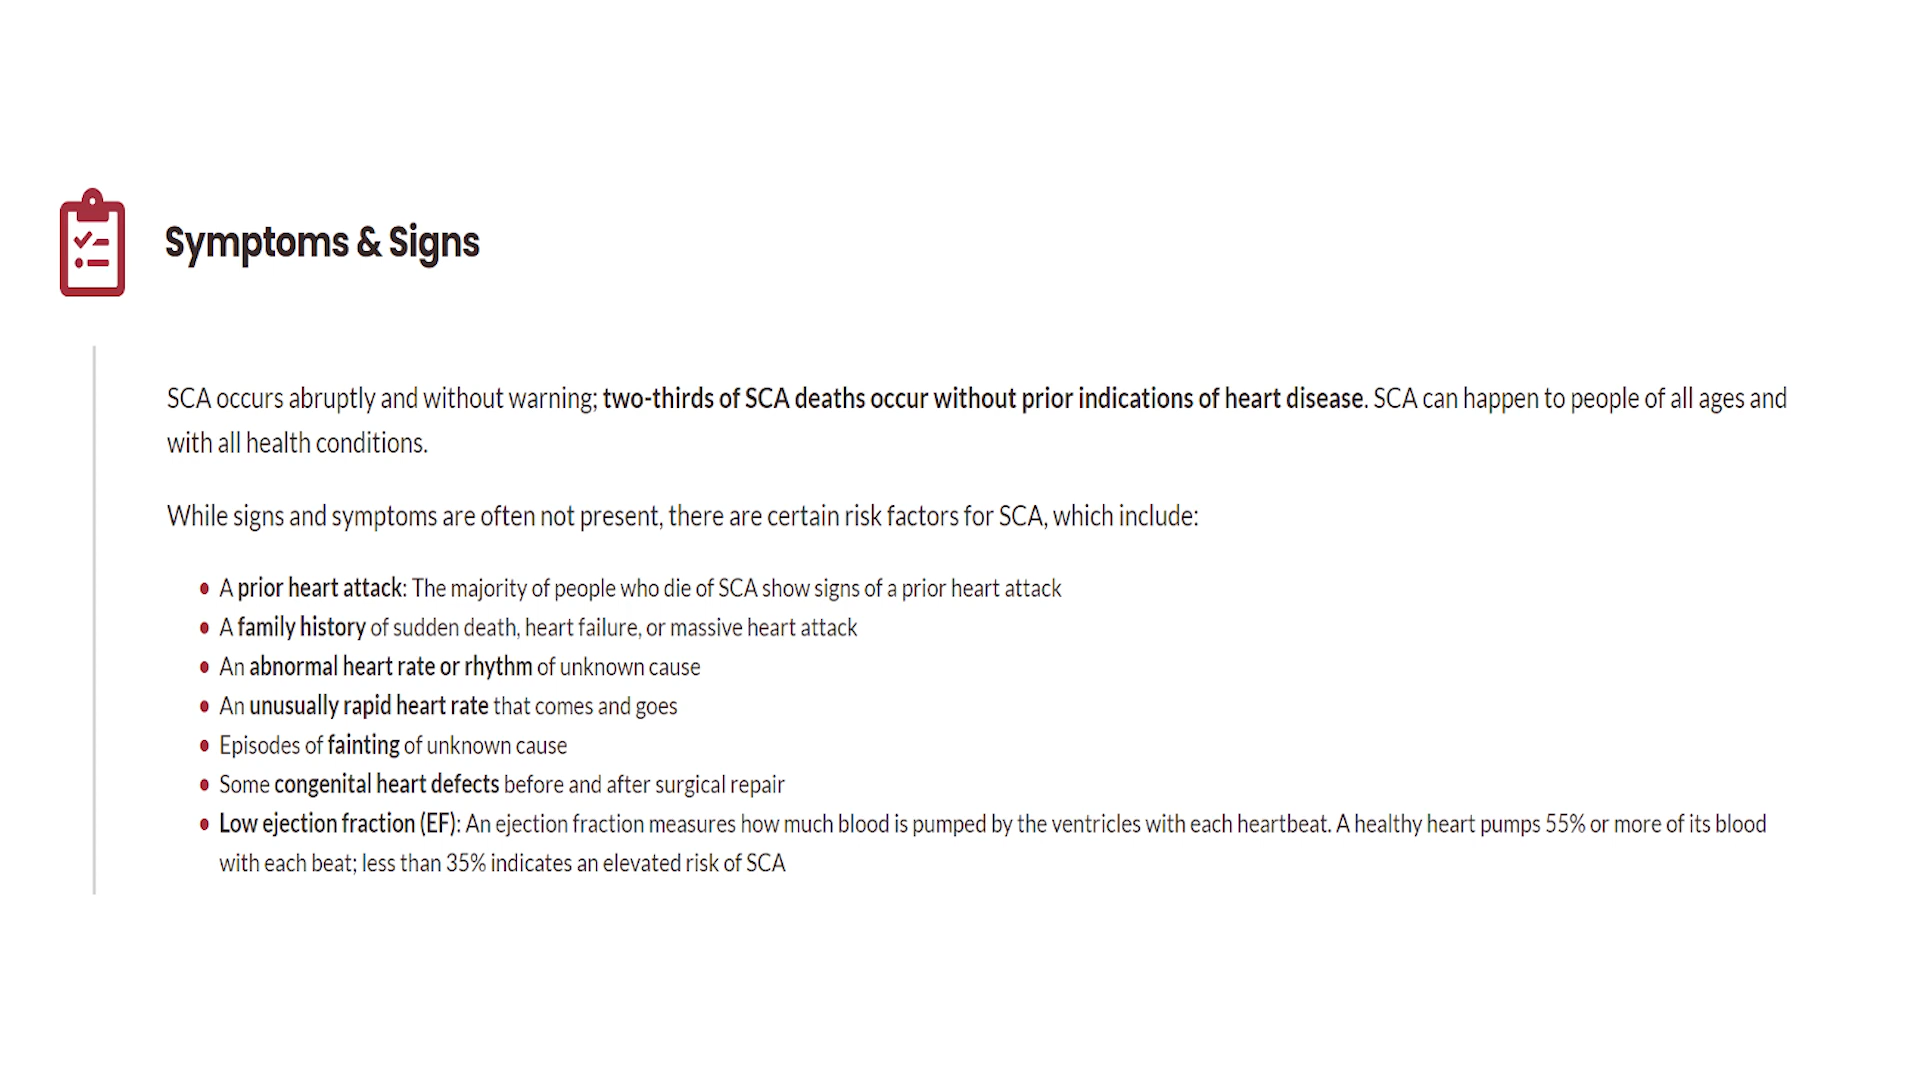 Symptoms & Signs
SCA occurs abruptly and without warning; two-thirds of SCA deaths occur without prior indications of heart disease. SCA can happen to people of all ages and
with all health conditions.
While signs and symptoms are often not present, there are certain risk factors for SCA, which include:
• A prior heart attack: The majority of people who die of SCA show signs of a prior heart attack
• A family history of sudden death, heart failure, or massive heart attack
• An abnormal heart rate or rhythm of unknown cause
• An unusually rapid heart rate that comes and goes
• Episodes of fainting of unknown cause
• Some congenital heart defects before and after surgical repair
• Low ejection fraction (EF): An ejection fraction measures how much blood is pumped by the ventricles with each heartbeat. A healthy heart pumps 55% or more of its blood
with each beat; less than 35% indicates an elevated risk of SCA